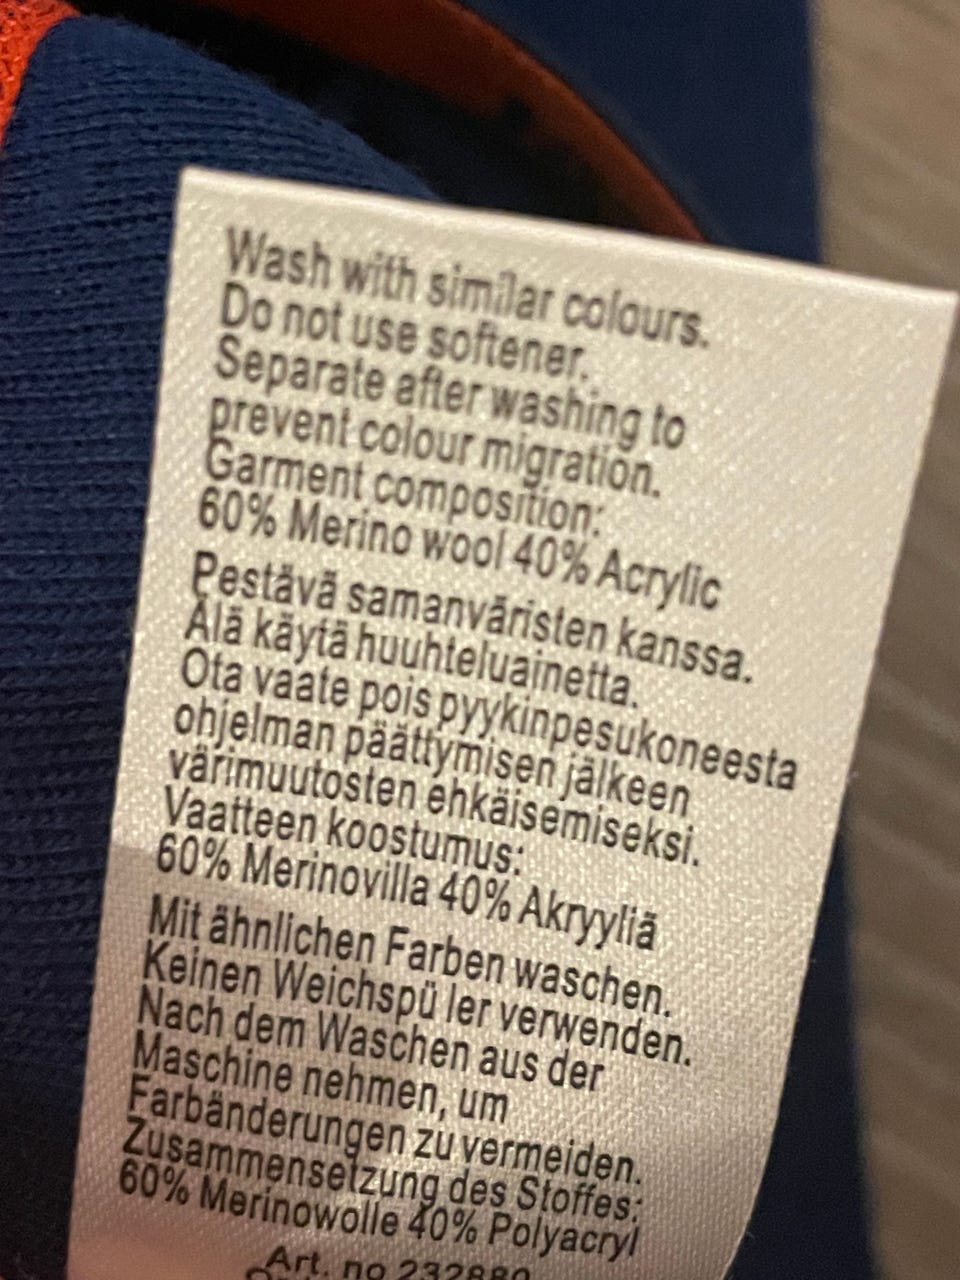 Wash with similar colours.
Do not use softener.
Separate after washing to
prevent colour migration.
Garment composition:
60% Merino wool 40% Acrylic
Pestävä samanväristen kanssa.
Älä käytä huuhteluainetta.
Ota vaate pois pyykinpesukoneesta
ohjelman päättymisen jälkeen
värimuutosten ehkäisemiseksi.
Vaatteen koostumus:
60% Merinovilla 40% Akryyliä
Mit ähnlichen Farben waschen.
Keinen Weichspü ler verwenden.
Nach dem Waschen aus der
Maschine nehmen, um
Farbänderungen zu vermeiden.
Zusammensetzung des Stoffes:
60% Merinowolle 40% Polyacryl
Art. no 232880